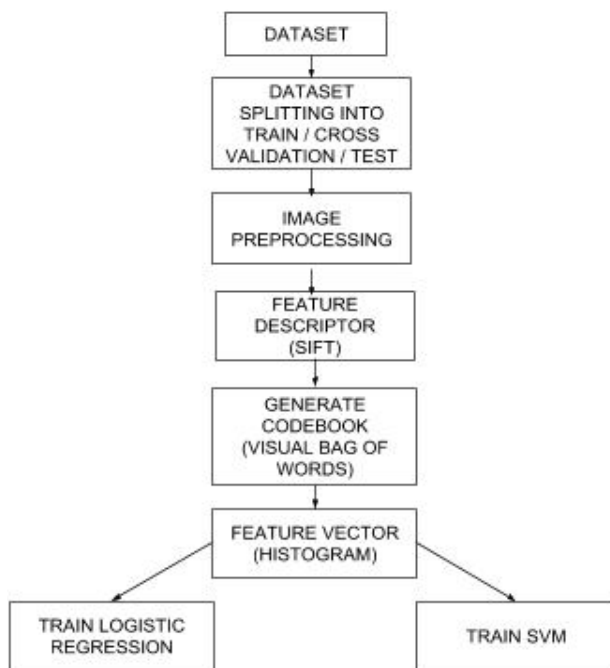 DATASET
DATASET
SPLITTING INTO
TRAIN / CROSS
VALIDATION / TEST
IMAGE
PREPROCESSING
FEATURE
DESCRIPTOR
(SIFT)
GENERATE
CODEBOOK
(VISUAL BAG OF
WORDS)
FEATURE VECTOR
(HISTOGRAM)
TRAIN LOGISTIC
REGRESSION
TRAIN SVM